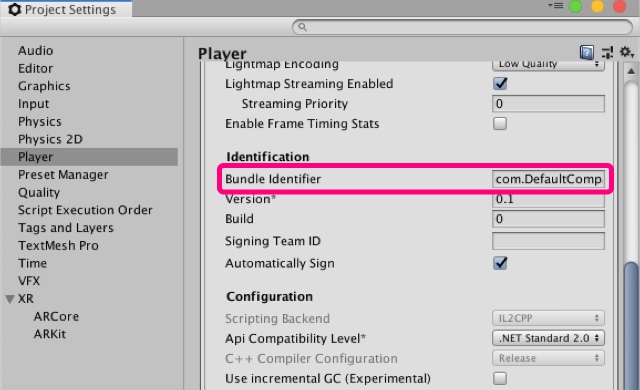 Project Settings
Audio
Editor
Graphics
Input
Physics
Physics 2D
Player
Preset Manager
Quality
Script Execution Order
Tags and Layers
TextMesh Pro
Time
VFX
XR
ARCore
ARKit
Player
Lightmap Encoding Low Quality
Lightmap Streaming Enabled
Streaming Priority 0
Enable Frame Timing Stats
Identification
Bundle Identifier com.DefaultComp
Version* 0.1
Build 0
Signing Team ID
Automatically Sign
Configuration
Scripting Backend IL2CPP
Api Compatibility Level* .NET Standard 2.0
C++ Compiler Configuration Release
Use incremental GC (Experimental)